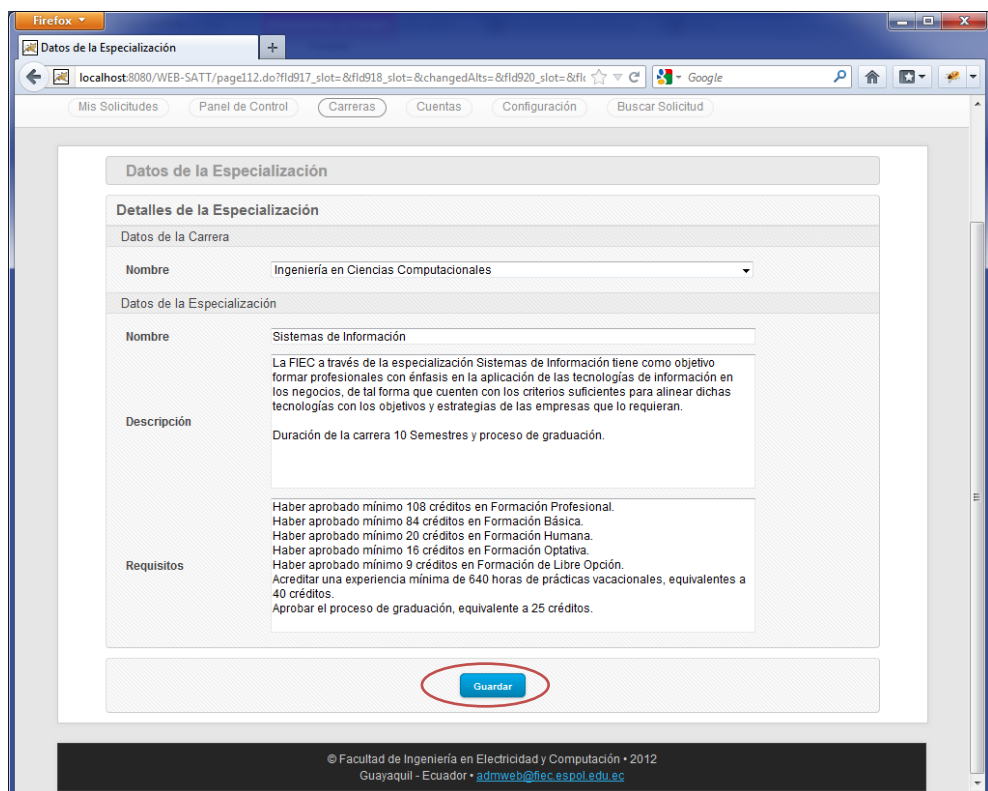 Firefox
Datos de la Especialización
localhost:8080/WEB-SATT/page112.do?fld917_slot=&fld918_slot=&changedAlts=&fld920_slot=&flc
Google
Mis Solicitudes Panel de Control Carreras Cuentas Configuración Buscar Solicitud
Datos de la Especialización
Detalles de la Especialización
Datos de la Carrera
Nombre Ingeniería en Ciencias Computacionales
Datos de la Especialización
Nombre Sistemas de Información
La FIEC a través de la especialización Sistemas de Información tiene como objetivo
formar profesionales con énfasis en la aplicación de las tecnologías de información en
los negocios, de tal forma que cuenten con los criterios suficientes para alinear dichas
tecnologías con los objetivos y estrategias de las empresas que lo requieran.
Descripción
Duración de la carrera 10 Semestres y proceso de graduación.
Haber aprobado mínimo 108 créditos en Formación Profesional.
Haber aprobado mínimo 84 créditos en Formación Básica.
Haber aprobado mínimo 20 créditos en Formación Humana.
Haber aprobado mínimo 16 créditos en Formación Optativa.
Requisitos Haber aprobado mínimo 9 créditos en Formación de Libre Opción.
Acreditar una experiencia mínima de 640 horas de prácticas vacacionales, equivalentes a
40 créditos.
Aprobar el proceso de graduación, equivalente a 25 créditos.
Guardar
© Facultad de Ingeniería en Electricidad y Computación • 2012
Guayaquil - Ecuador • admweb@fiec.espol.edu.ec